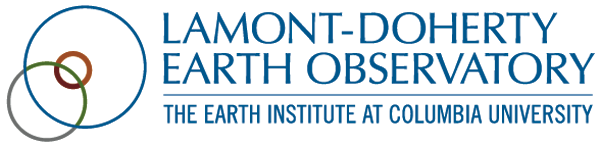 LAMONT-DOHERTY
EARTH OBSERVATORY
THE EARTH INSTITUTE AT COLUMBIA UNIVERSITY